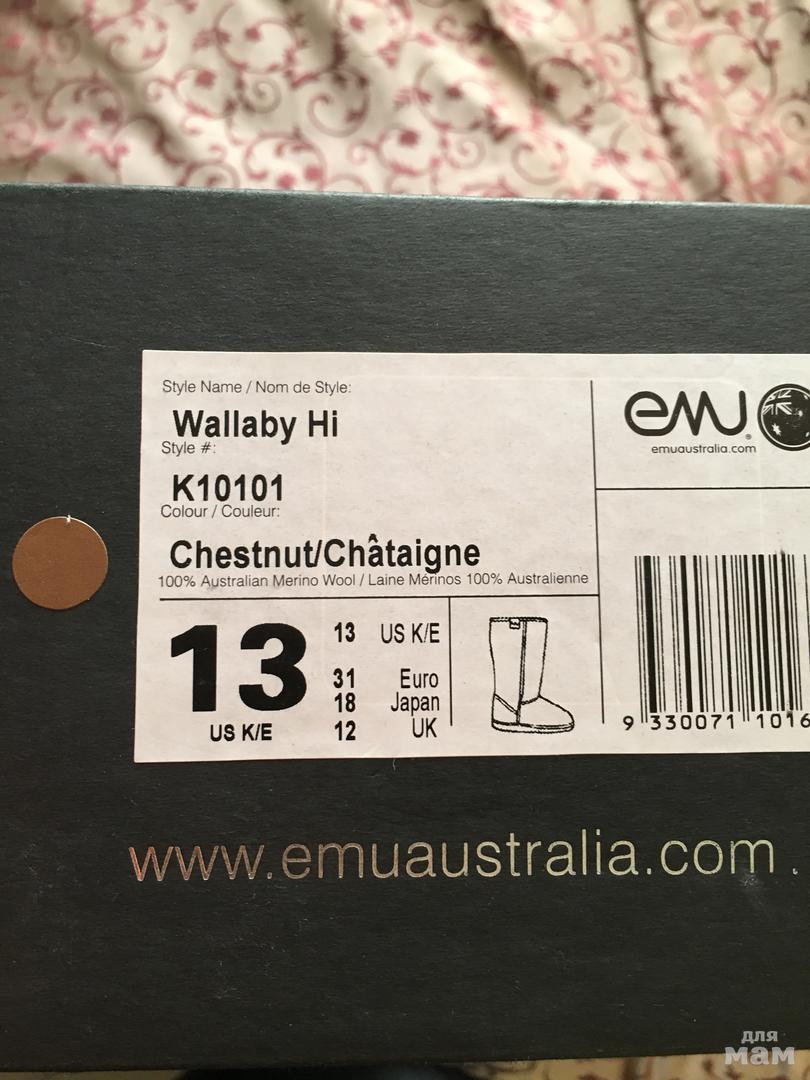 Style Name / Nom de Style:
Wallaby Hi
Style #:
K10101
Colour / Couleur:
Chestnut/Châtaigne
100% Australian Merino Wool / Laine Mérinos 100% Australienne
emu
emuaustralia.com
13
US K/E
13 US K/E
31 Euro
18 Japan
12 UK
9 330071 1016
www.emuaustralia.com
для
мам